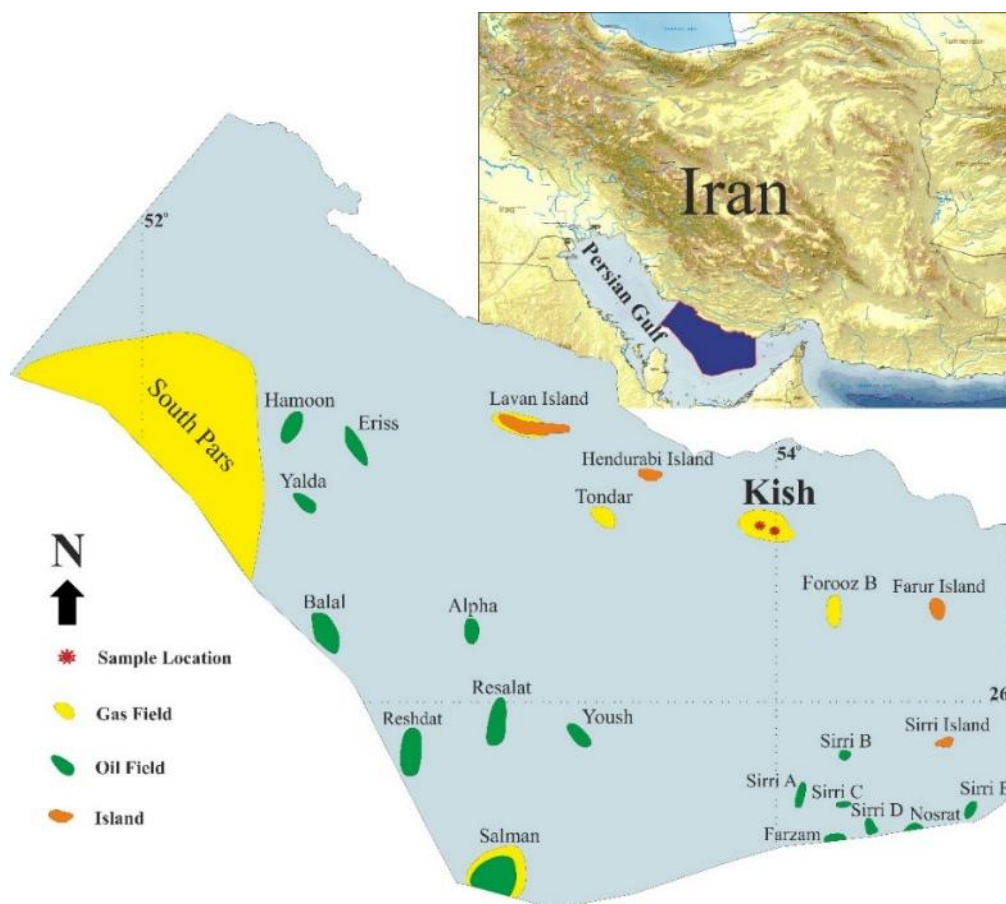 Iran
Persian Gulf
52°
South Pars
Hamoon
Eriss
Yalda
Lavan Island
Hendurabi Island
Tondar
54°
Kish
Forooz B
Farur Island
N
Balal
Alpha
Sample Location
Gas Field
Oil Field
Island
Resalat
Reshdat
Yoush
26
Sirri Island
Sirri B
Sirri A
Sirri C
Sirri D
Nosrat
Farzam
Salman